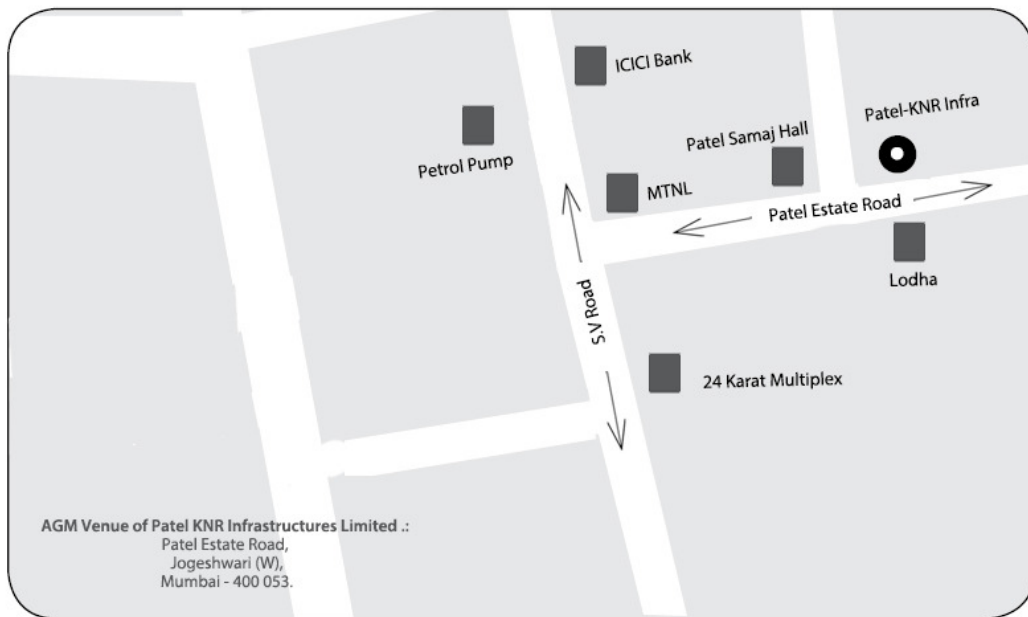 ICICI Bank
Patel-KNR Infra
Petrol Pump
Patel Samaj Hall
MTNL
Patel Estate Road
Lodha
S.V Road
24 Karat Multiplex
AGM Venue of Patel KNR Infrastructures Limited .:
Patel Estate Road,
Jogeshwari (W),
Mumbai - 400 053.